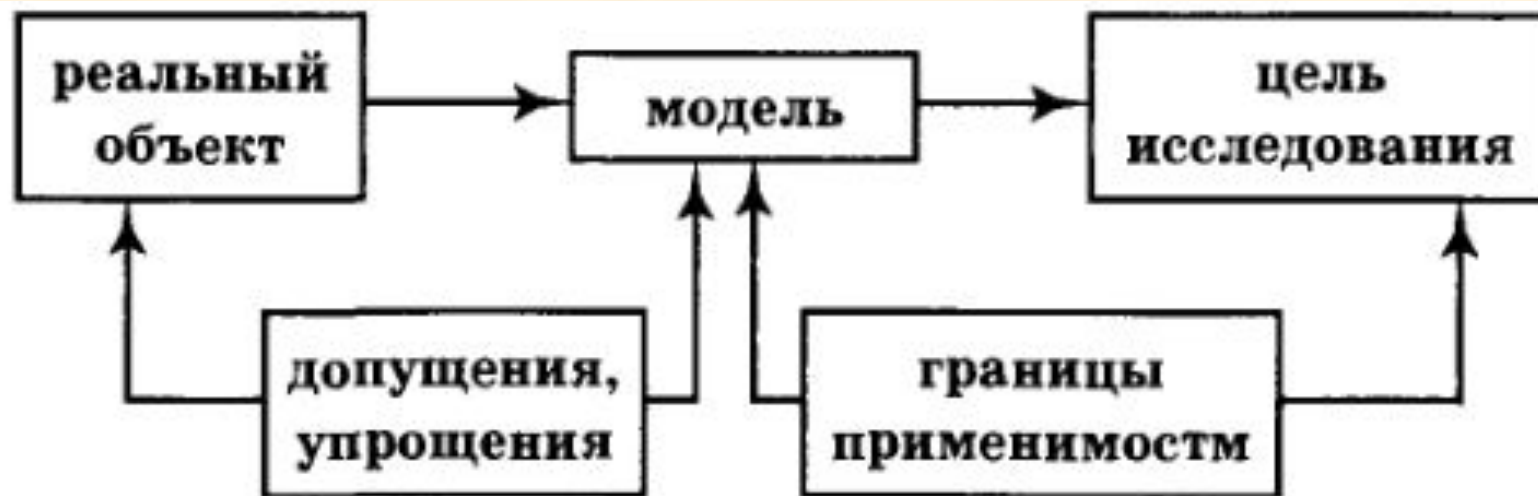 реальный
объект
модель
цель
исследования
допущения,
упрощения
границы
применимостм